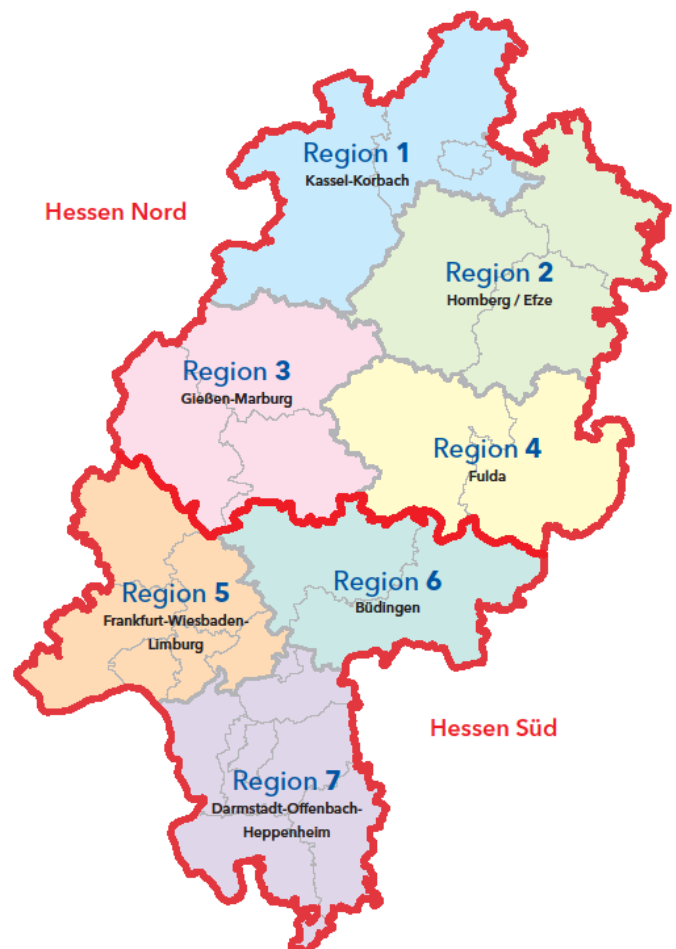 Region 1
Kassel-Korbach
Hessen Nord
Region 2
Homberg / Efze
Region 3
Gießen-Marburg
Region 4
Fulda
Region 5
Frankfurt-Wiesbaden-
Limburg
Region 6
Büdingen
Hessen Süd
Region 7
Darmstadt-Offenbach-
Heppenheim